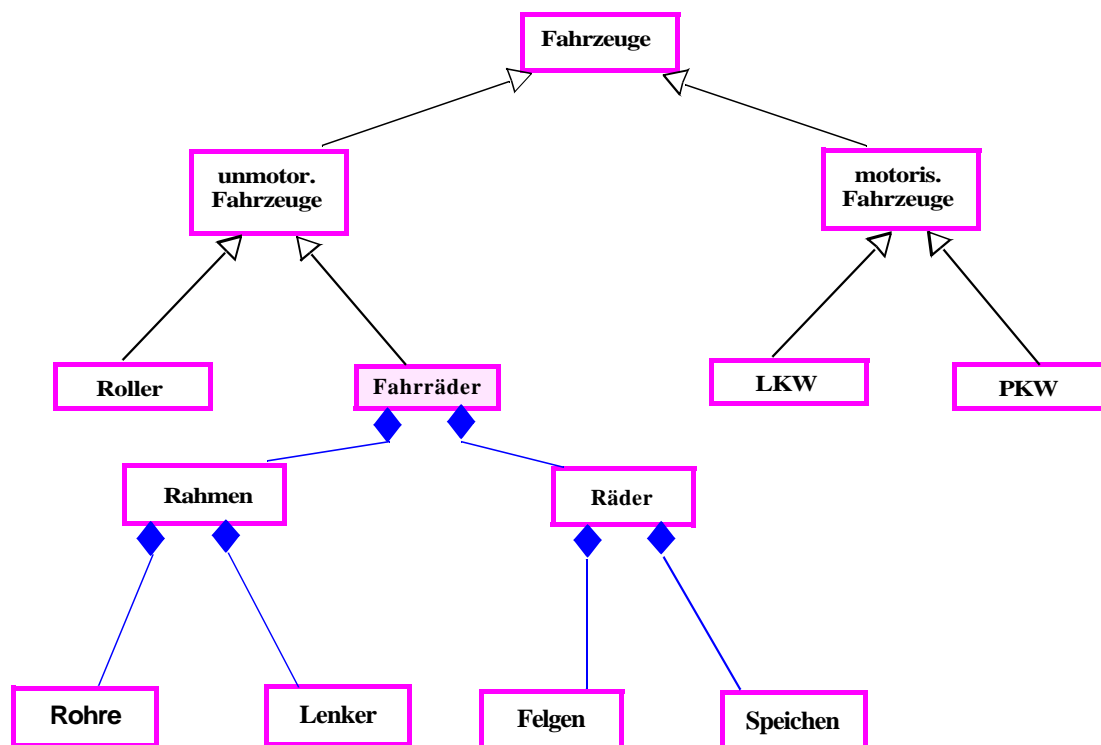 Fahrzeuge
unmotor.
Fahrzeuge
motoris.
Fahrzeuge
Roller
Fahrräder
LKW
PKW
Rahmen
Räder
Rohre
Lenker
Felgen
Speichen